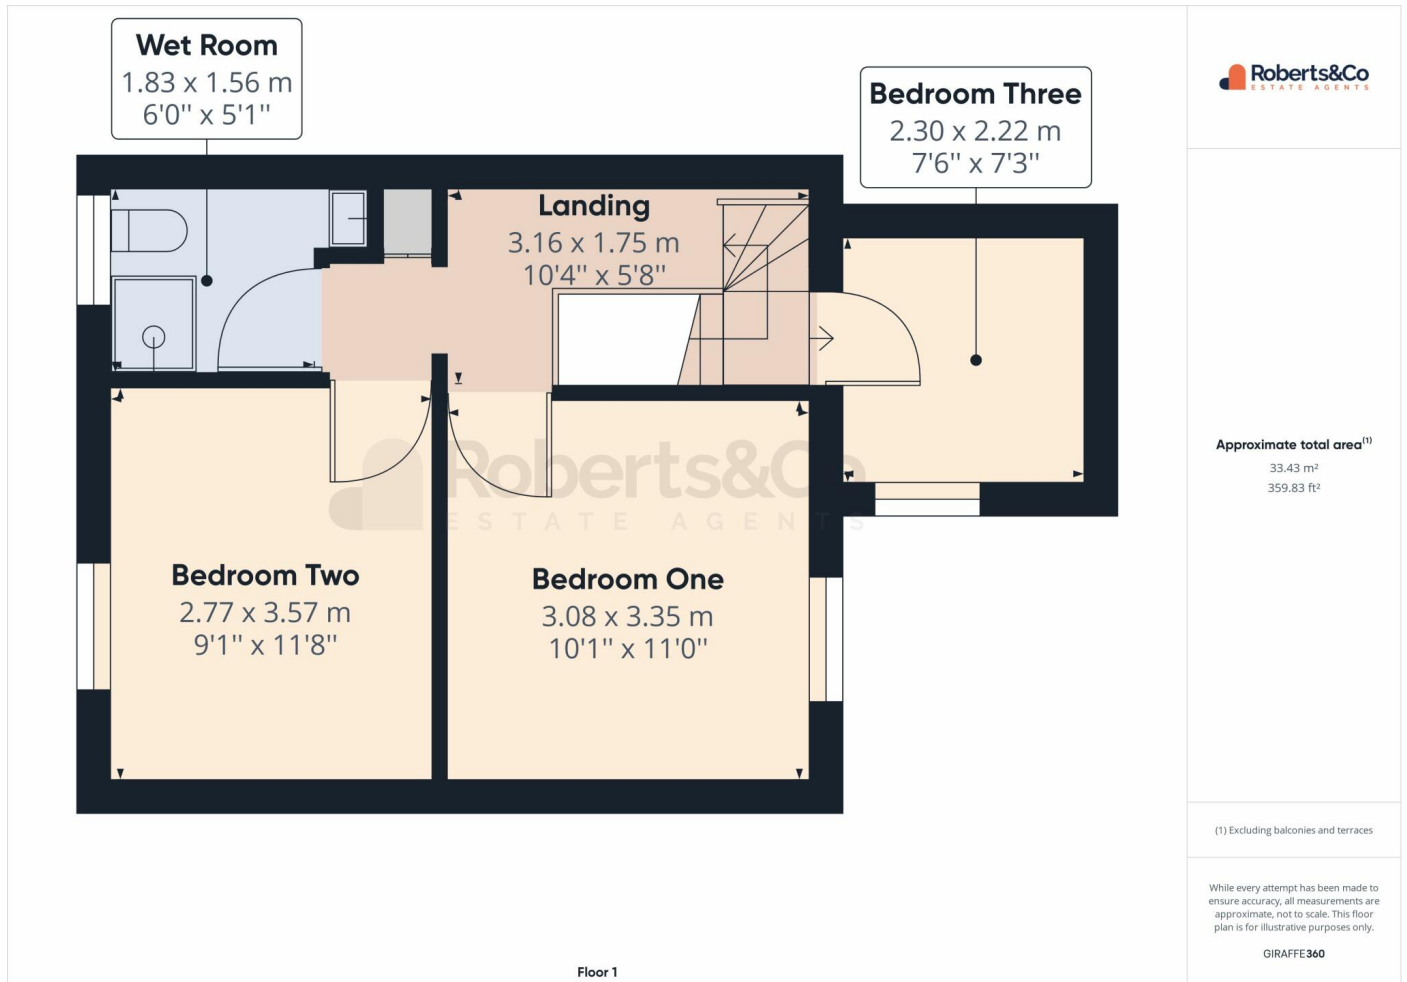 Wet Room
1.83 x 1.56 m
6'0'' x 5'1''
Bedroom Three
2.30 x 2.22 m
7'6'' x 7'3''
Landing
3.16 x 1.75 m
10'4'' x 5'8''
Roberts&Co
ESTATE AGENTS
Bedroom Two
2.77 x 3.57 m
9'1'' x 11'8''
Bedroom One
3.08 x 3.35 m
10'1'' x 11'0''
Floor 1
Roberts&Co
ESTATE AGENTS
Approximate total area(1)
33.43 m²
359.83 ft²
(1) Excluding balconies and terraces
While every attempt has been made to
ensure accuracy, all measurements are
approximate, not to scale. This floor
plan is for illustrative purposes only.
GIRAFFE360